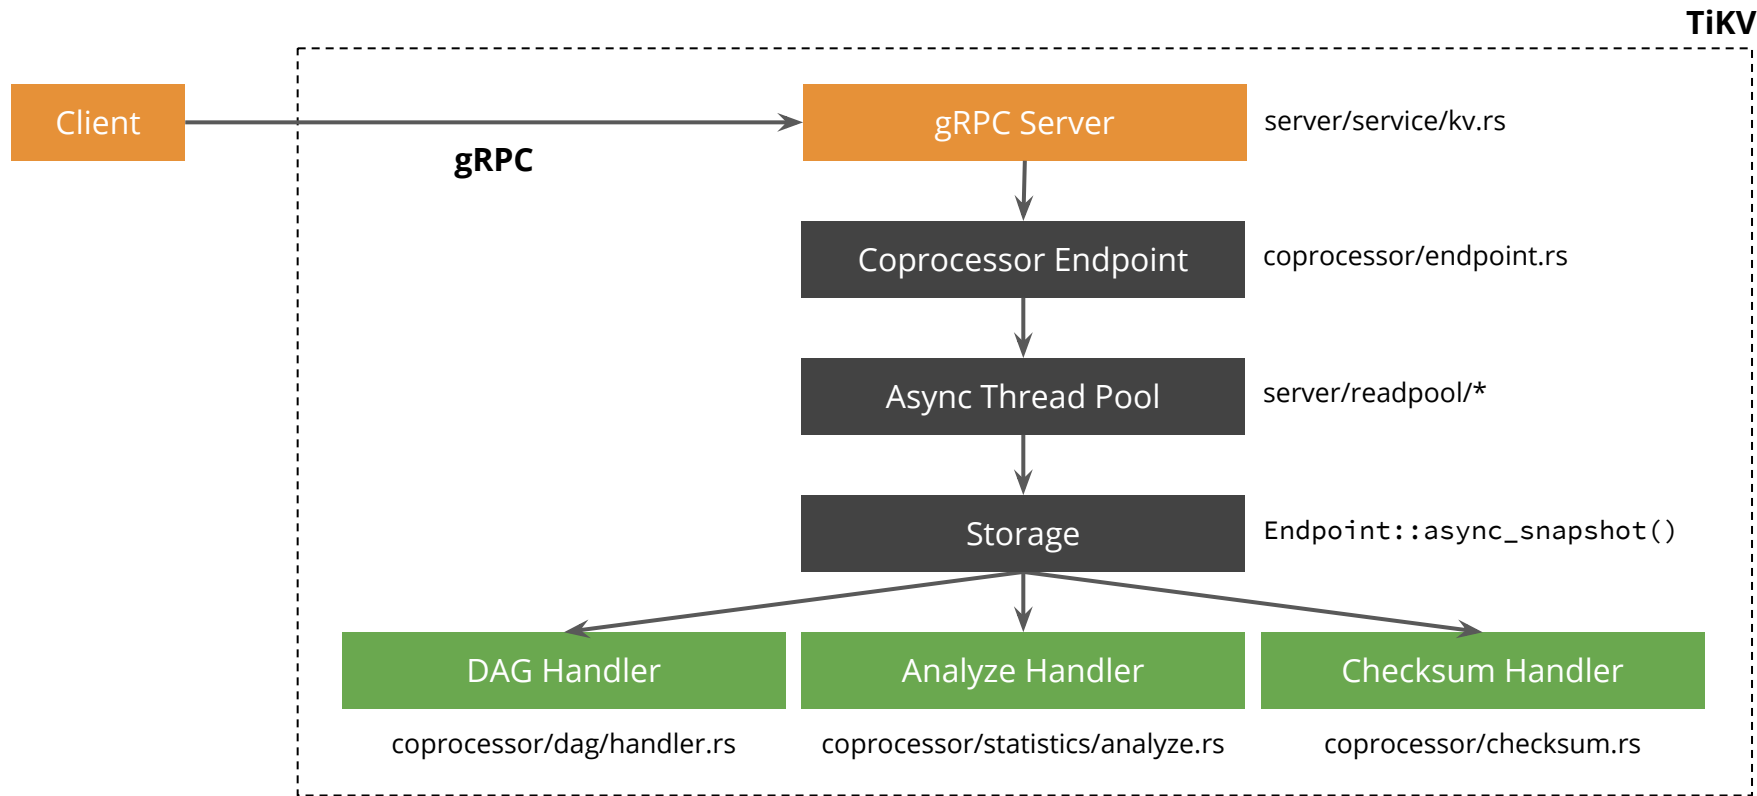 TiKV
Client
gRPC
gRPC Server
server/service/kv.rs
Coprocessor Endpoint
coprocessor/endpoint.rs
Async Thread Pool
server/readpool/*
Storage
Endpoint::async_snapshot()
DAG Handler
Analyze Handler
Checksum Handler
coprocessor/dag/handler.rs
coprocessor/statistics/analyze.rs
coprocessor/checksum.rs